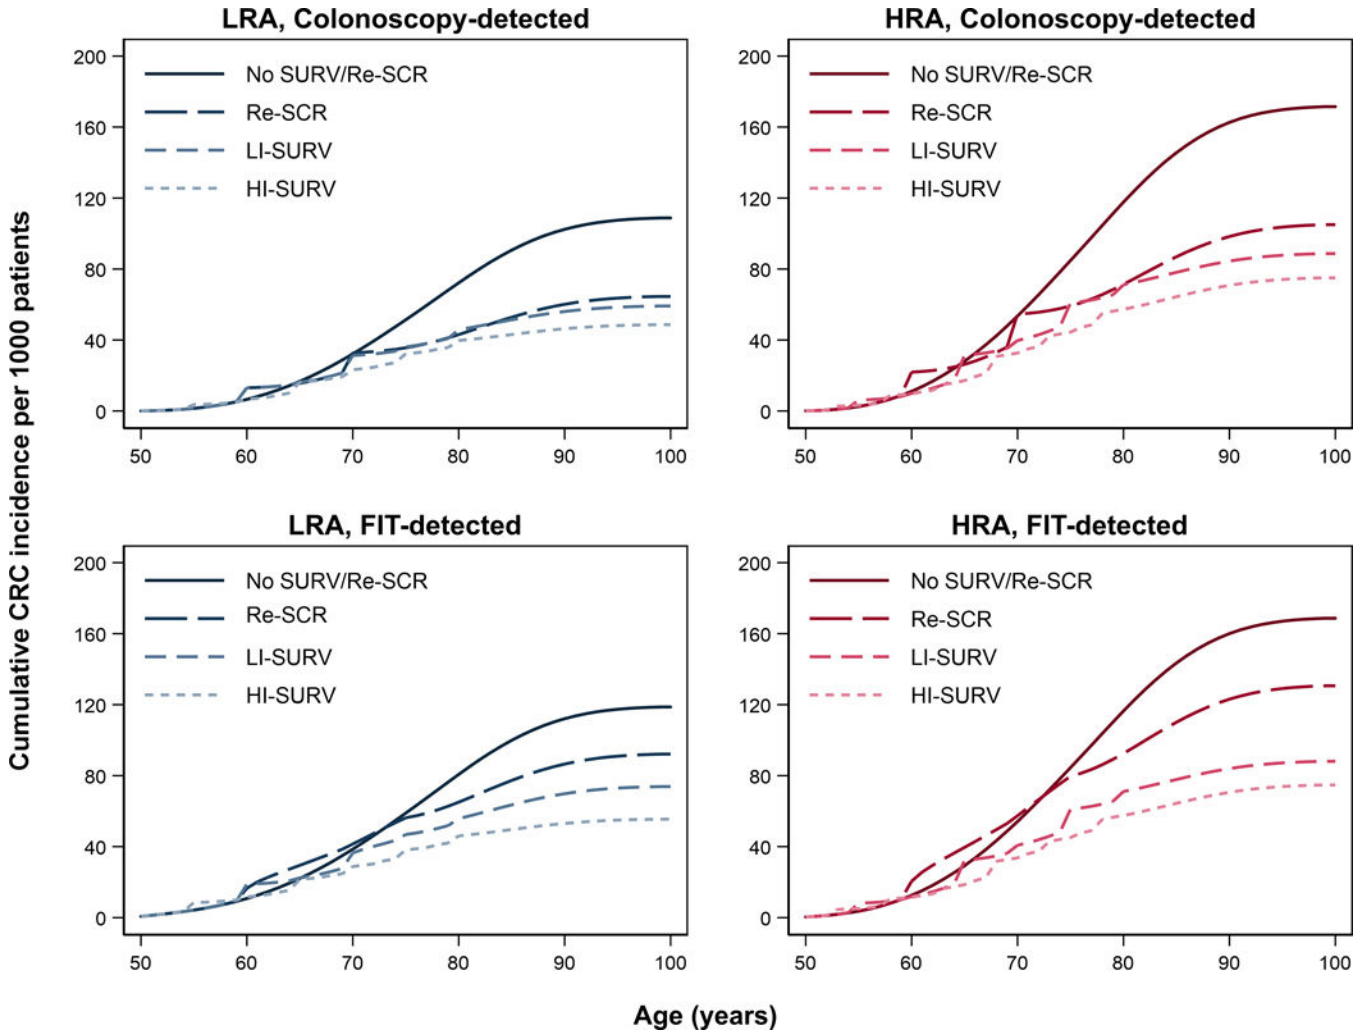 LRA, Colonoscopy-detected
200
160
120
80
40
0
No SURV/Re-SCR
Re-SCR
LI-SURV
HI-SURV
50 60 70 80 90 100
HRA, Colonoscopy-detected
200
160
120
80
40
0
No SURV/Re-SCR
Re-SCR
LI-SURV
HI-SURV
50 60 70 80 90 100
LRA, FIT-detected
200
160
120
80
40
0
No SURV/Re-SCR
Re-SCR
LI-SURV
HI-SURV
50 60 70 80 90 100
HRA, FIT-detected
200
160
120
80
40
0
No SURV/Re-SCR
Re-SCR
LI-SURV
HI-SURV
50 60 70 80 90 100
Cumulative CRC incidence per 1000 patients
Age (years)